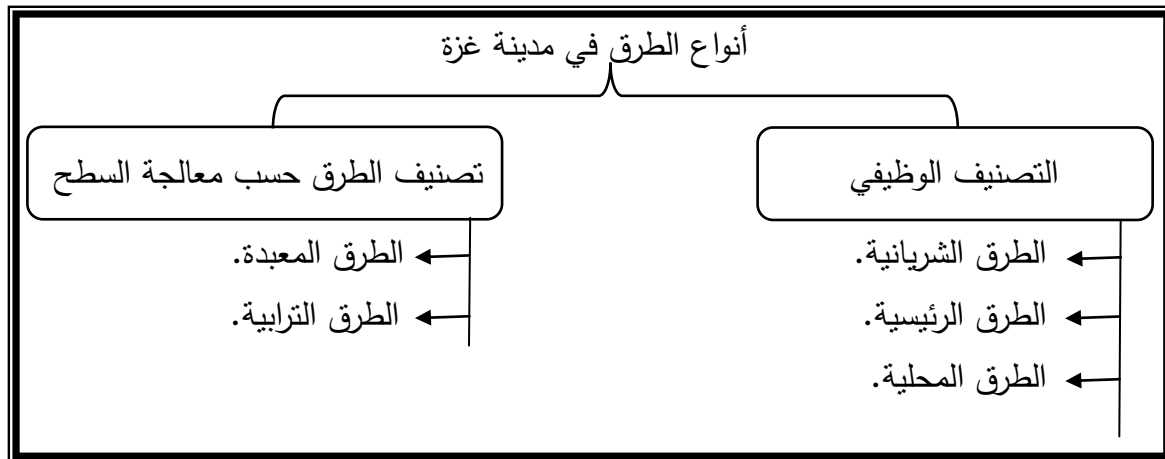 أنواع الطرق في مدينة غزة
التصنيف الوظيفي
الطرق الشريانية.
الطرق الرئيسية.
الطرق المحلية.
تصنيف الطرق حسب معالجة السطح
الطرق المعبدة.
الطرق الترابية.